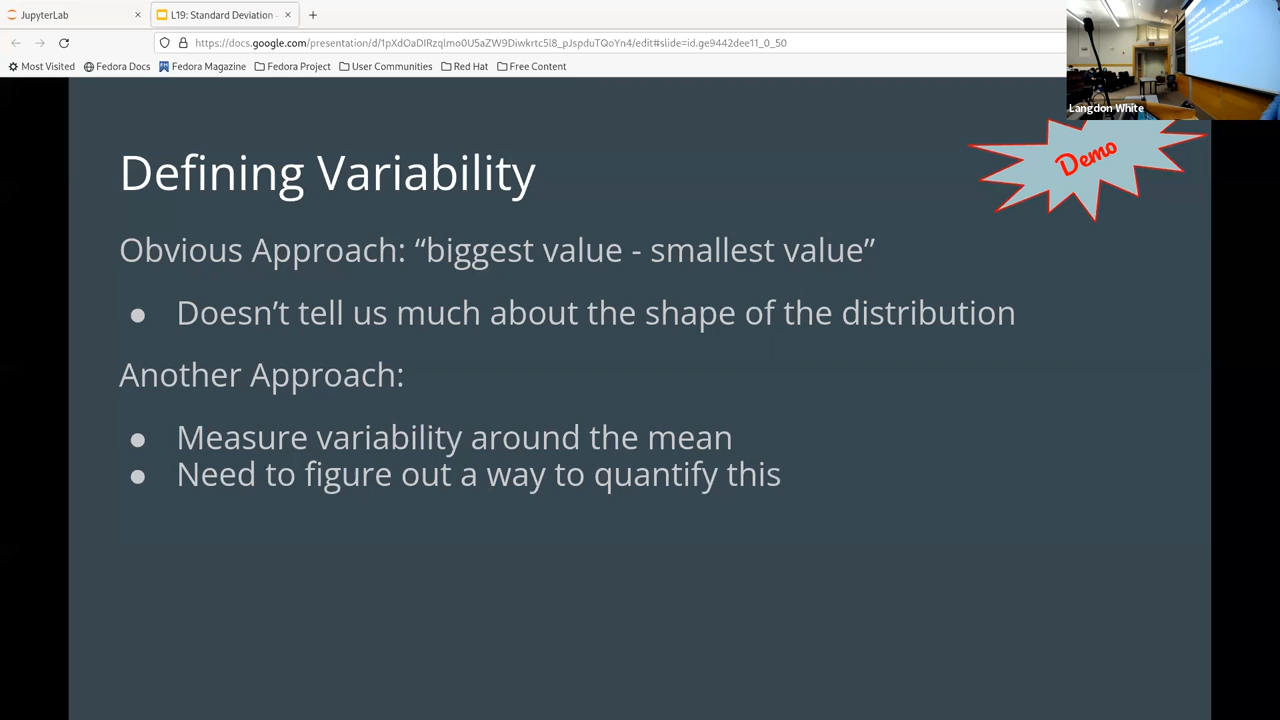 JupyterLab
L19: Standard Deviation -
https://docs.google.com/presentation/d/1pXdOaDIRzqlmo0U5aZW9Diwkrtc5l8_pJspduTQoYn4/edit#slide=id.ge9442dee11_0_50
Most Visited Fedora Docs Fedora Magazine Fedora Project User Communities Red Hat Free Content
Langdon White
Demo
Defining Variability
Obvious Approach: “biggest value - smallest value”
● Doesn’t tell us much about the shape of the distribution
Another Approach:
● Measure variability around the mean
● Need to figure out a way to quantify this